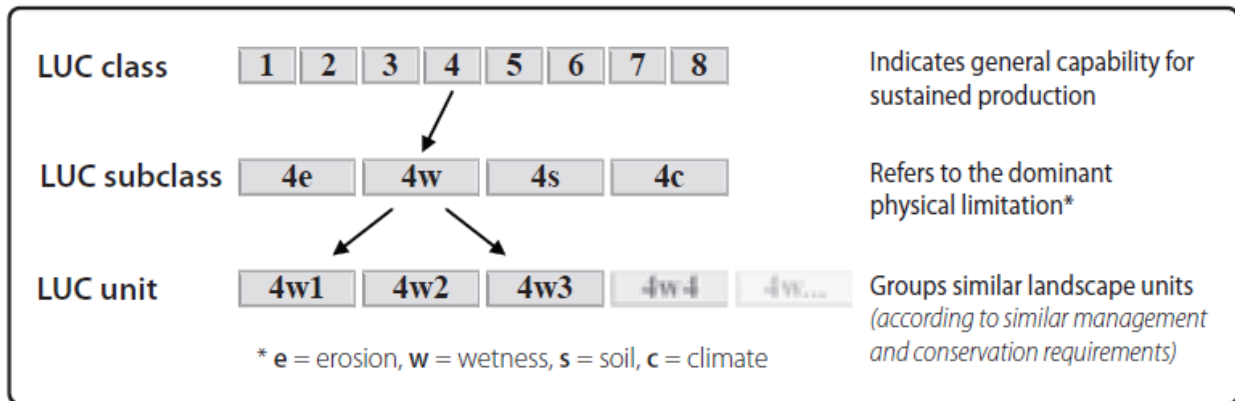 LUC class 1 2 3 4 5 6 7 8 Indicates general capability for
sustained production
LUC subclass 4e 4w 4s 4c Refers to the dominant
physical limitation*
LUC unit 4w1 4w2 4w3 4w4 4w... Groups similar landscape units
(according to similar management
and conservation requirements)
* e = erosion, w = wetness, s = soil, c = climate